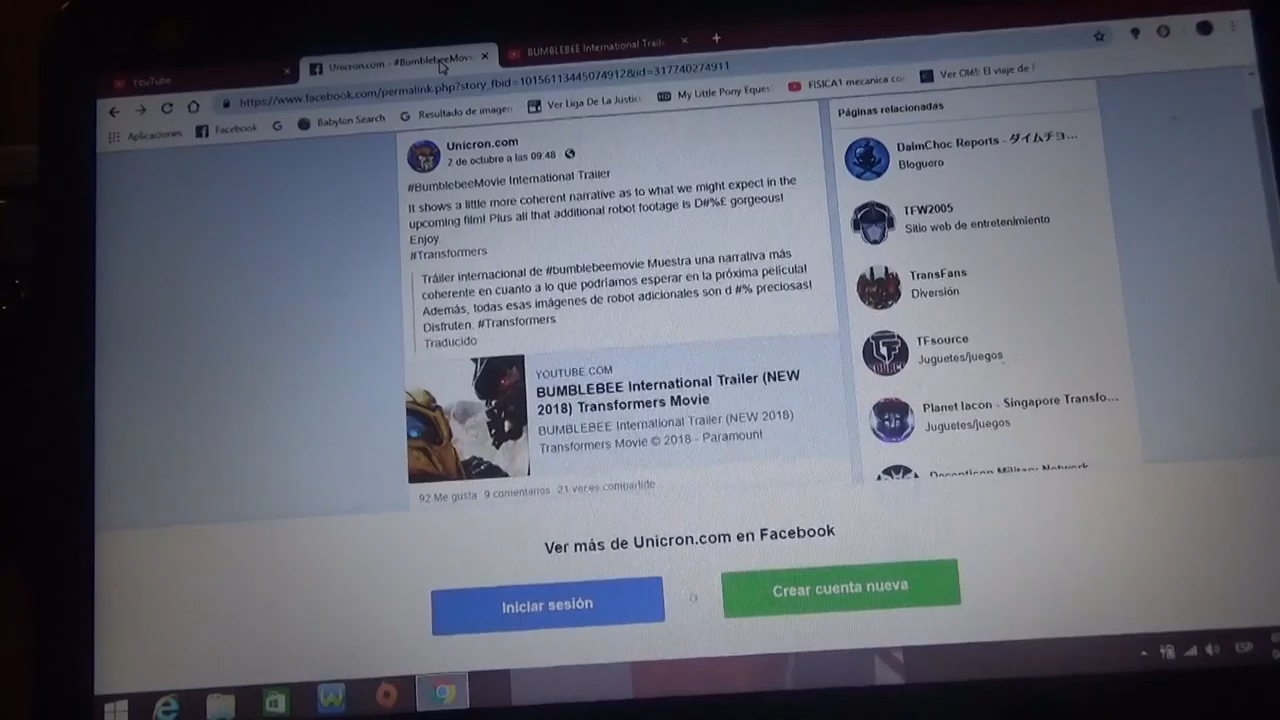 YouTube
Unicron.com - #BumblebeeMovi
BUMBLEBEE International Trail
https://www.facebook.com/permalink.php?story_fbid=10156113445074912&id=317740274911
Aplicaciones
Facebook
Babylon Search
Resultado de imagen
Ver Liga De La Justic
My Little Pony Eques
FISICA1 mecanica co
Ver Olé!: El viaje de
Unicron.com
2 de octubre a las 09:48
#BumblebeeMovie International Trailer
It shows a little more coherent narrative as to what we might expect in the
upcoming film! Plus all that additional robot footage is D#%£ gorgeous!
Enjoy.
#Transformers
Tráiler internacional de #bumblebeemovie Muestra una narrativa más
coherente en cuanto a lo que podríamos esperar en la próxima película!
Además, todas esas imágenes de robot adicionales son d #% preciosas!
Disfruten. #Transformers
Traducido
YOUTUBE.COM
BUMBLEBEE International Trailer (NEW
2018) Transformers Movie
BUMBLEBEE International Trailer (NEW 2018)
Transformers Movie © 2018 - Paramount
92 Me gusta 9 comentarios 21 veces compartido
Páginas relacionadas
DaimChoc Reports - ダイムチョ...
Bloguero
TFW2005
Sitio web de entretenimiento
TransFans
Diversión
TFsource
Juguetes/juegos
Planet Iacon - Singapore Transfo...
Juguetes/juegos
Decepticon Military Network
Ver más de Unicron.com en Facebook
Iniciar sesión
o
Crear cuenta nueva
ESP